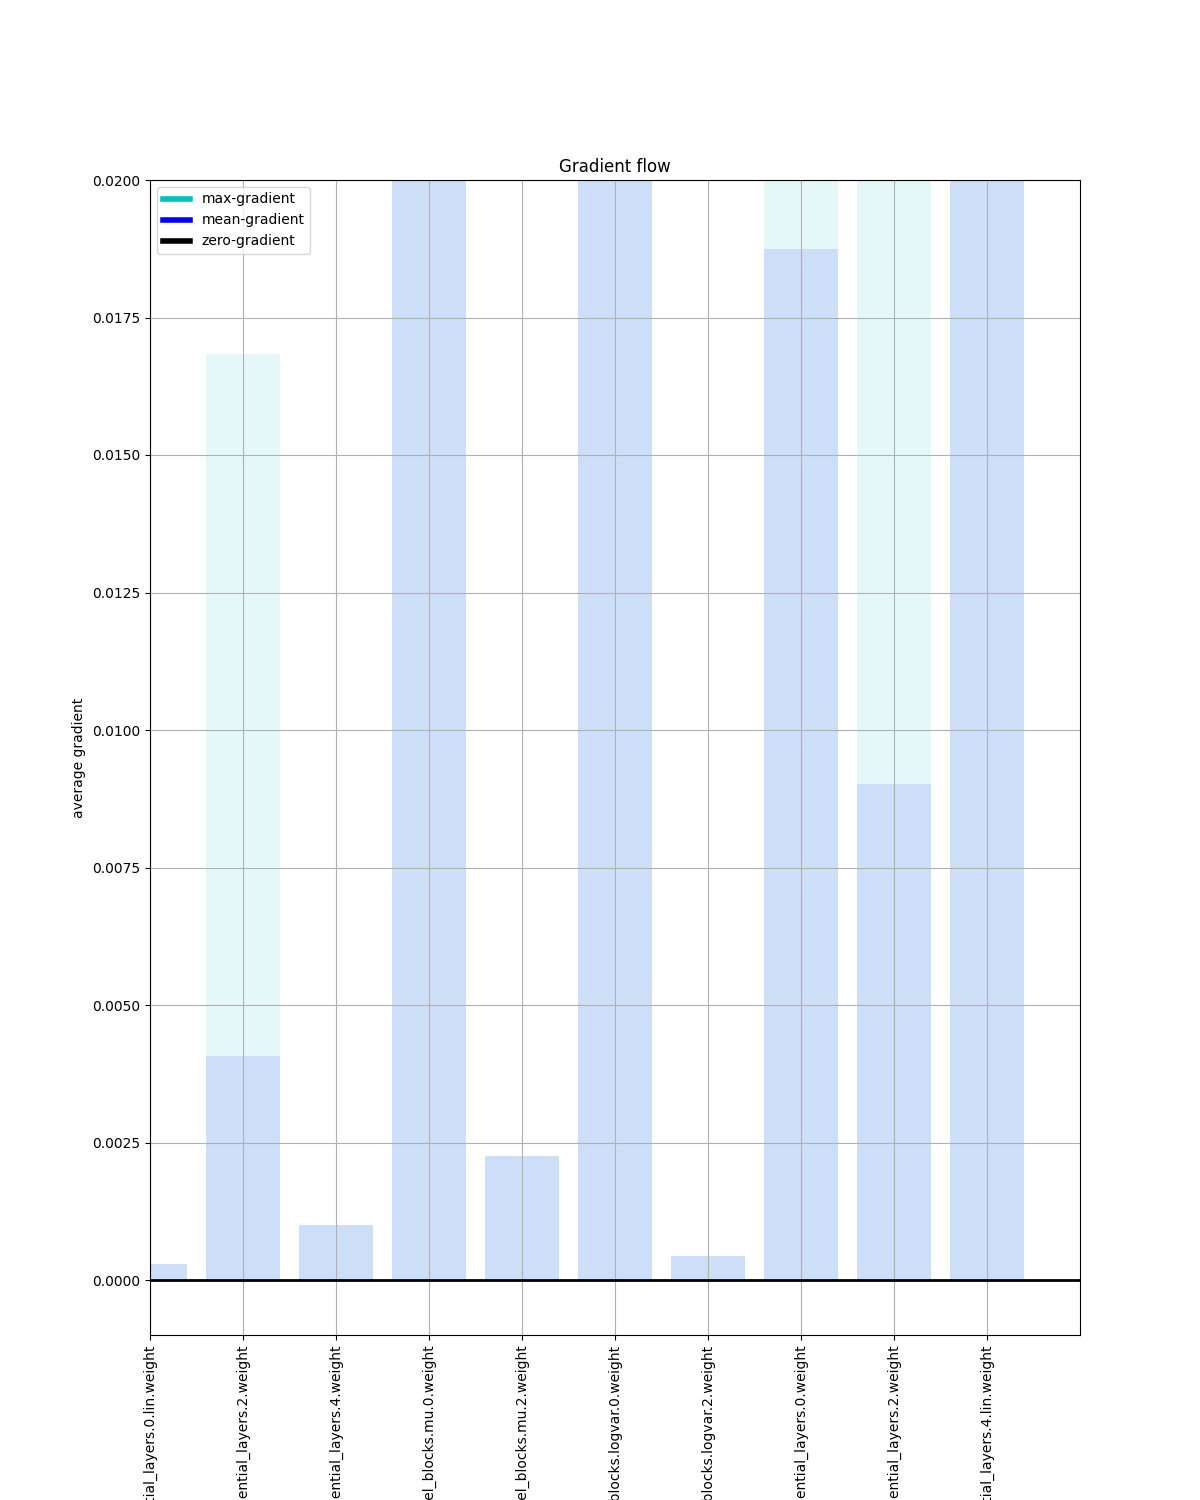 Gradient flow
max-gradient
mean-gradient
zero-gradient
0.0200
0.0175
0.0150
0.0125
0.0100
0.0075
0.0050
0.0025
0.0000
average gradient
tial_layers.0.lin.weight
ential_layers.2.weight
ential_layers.4.weight
el_blocks.mu.0.weight
el_blocks.mu.2.weight
blocks.logvar.0.weight
blocks.logvar.2.weight
ential_layers.0.weight
ential_layers.2.weight
tial_layers.4.lin.weight